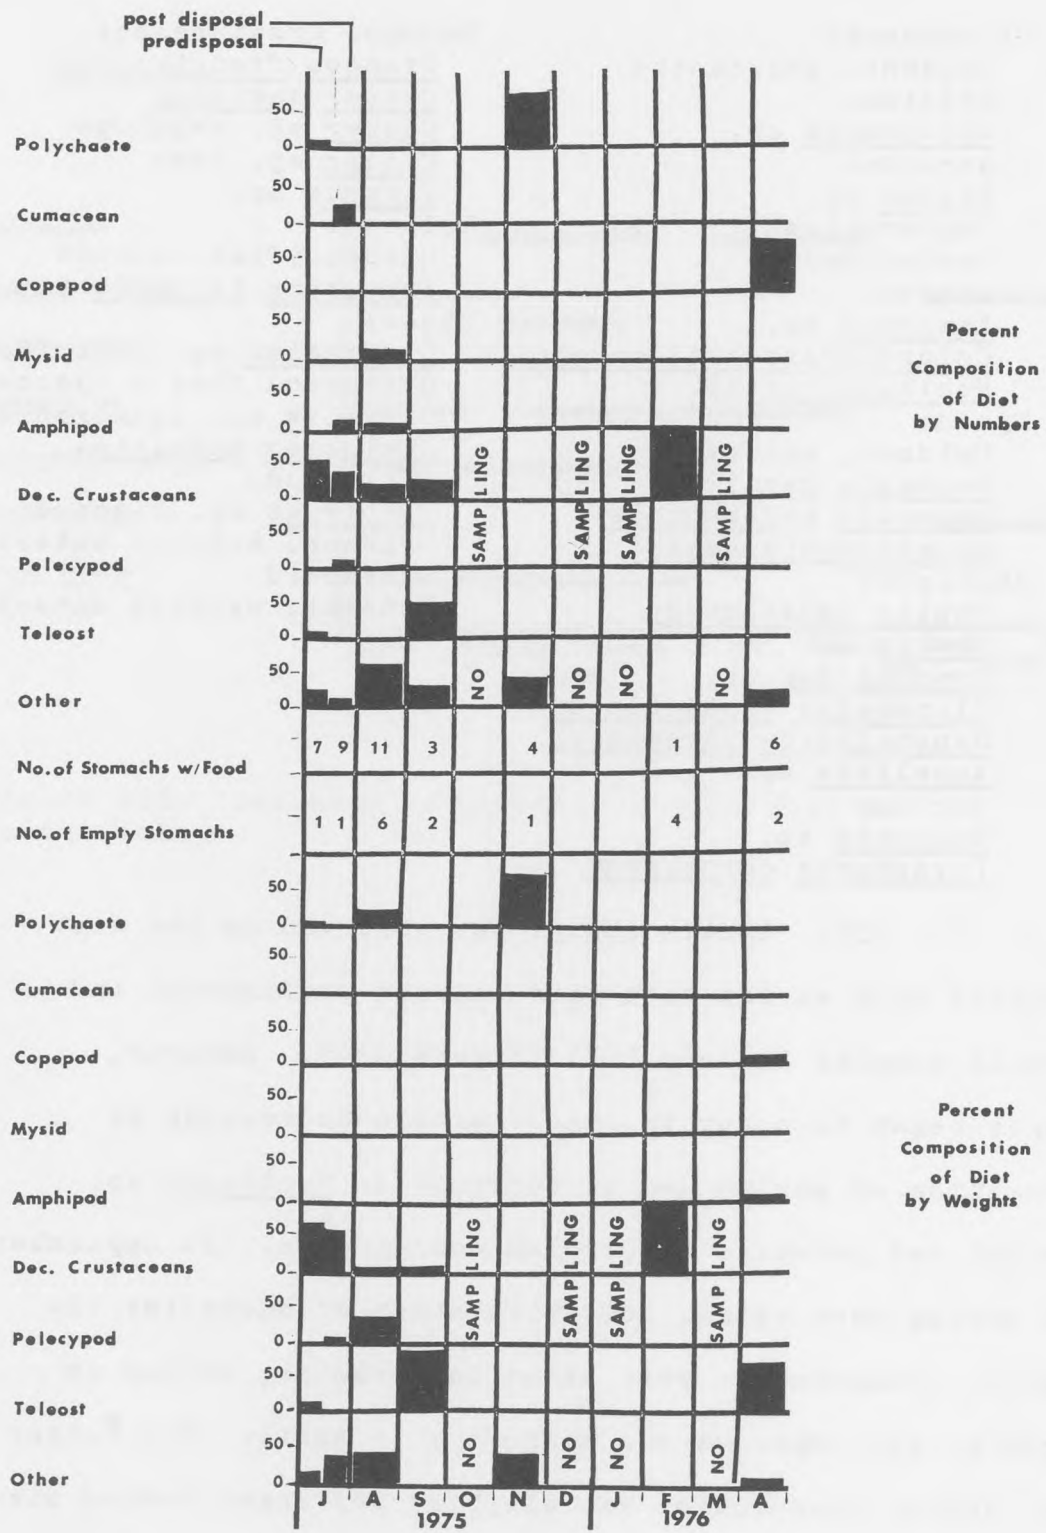 post disposal
predisposal
50
Polychaete 0
50
Cumacean 0
50
Copepod 0
50
Mysid 0
Percent
Composition
of Diet
by Numbers
50
Amphipod 0
50
Dec. Crustaceans 0
50
Pelecypod 0
50
Teleost 0
50
Other 0
NO SAMPLING
NO SAMPLING
NO SAMPLING
NO SAMPLING
No. of Stomachs w/Food 7 9 11 3 4 1 6
No. of Empty Stomachs 1 1 6 2 1 4 2
50
Polychaete 0
50
Cumacean 0
50
Copepod 0
50
Mysid 0
Percent
Composition
of Diet
by Weights
50
Amphipod 0
50
Dec. Crustaceans 0
50
Pelecypod 0
50
Teleost 0
50
Other 0
NO SAMPLING
NO SAMPLING
NO SAMPLING
NO SAMPLING
J A S O N D J F M A
1975 1976